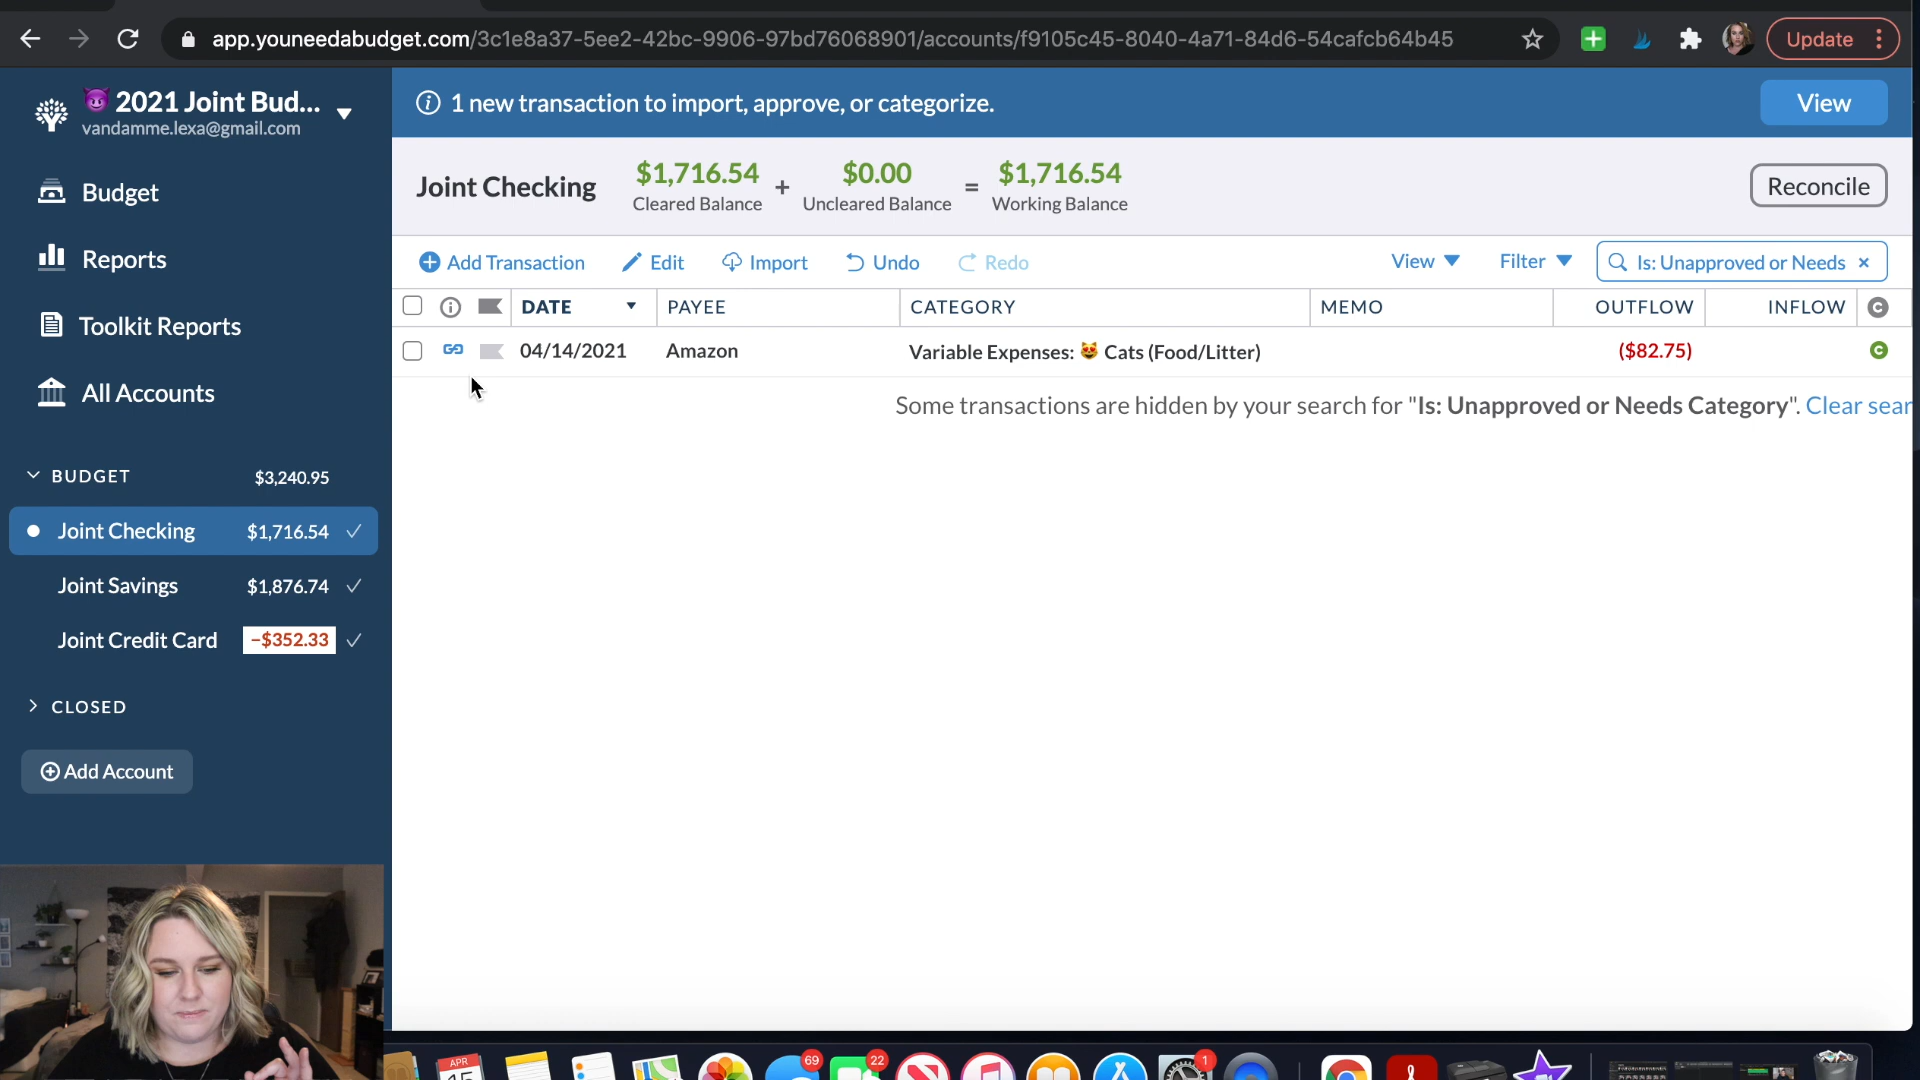 app.youneedabudget.com/3c1e8a37-5ee2-42bc-9906-97bd76068901/accounts/f9105c45-8040-4a71-84d6-54cafcb64b45
Update
2021 Joint Bud...
vandamme.lexa@gmail.com
Budget
Reports
Toolkit Reports
All Accounts
BUDGET $3,240.95
Joint Checking $1,716.54
Joint Savings $1,876.74
Joint Credit Card -$352.33
CLOSED
Add Account
1 new transaction to import, approve, or categorize.
View
Joint Checking
$1,716.54 + $0.00 = $1,716.54
Cleared Balance Uncleared Balance Working Balance
Reconcile
Add Transaction Edit Import Undo Redo View Filter Is: Unapproved or Needs ×
DATE PAYEE CATEGORY MEMO OUTFLOW INFLOW C
04/14/2021 Amazon Variable Expenses: 😻 Cats (Food/Litter) ($82.75) C
Some transactions are hidden by your search for "Is: Unapproved or Needs Category". Clear sear
APR
15
69
22
1